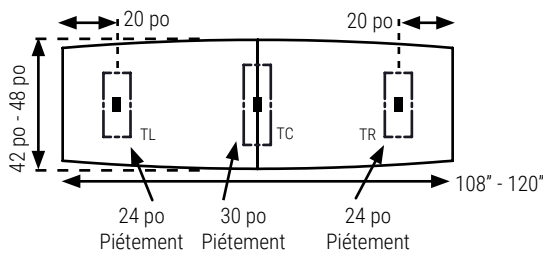 20 po
20 po
42 po - 48 po
TL
TC
TR
108” - 120”
24 po
Piétement
30 po
Piétement
24 po
Piétement